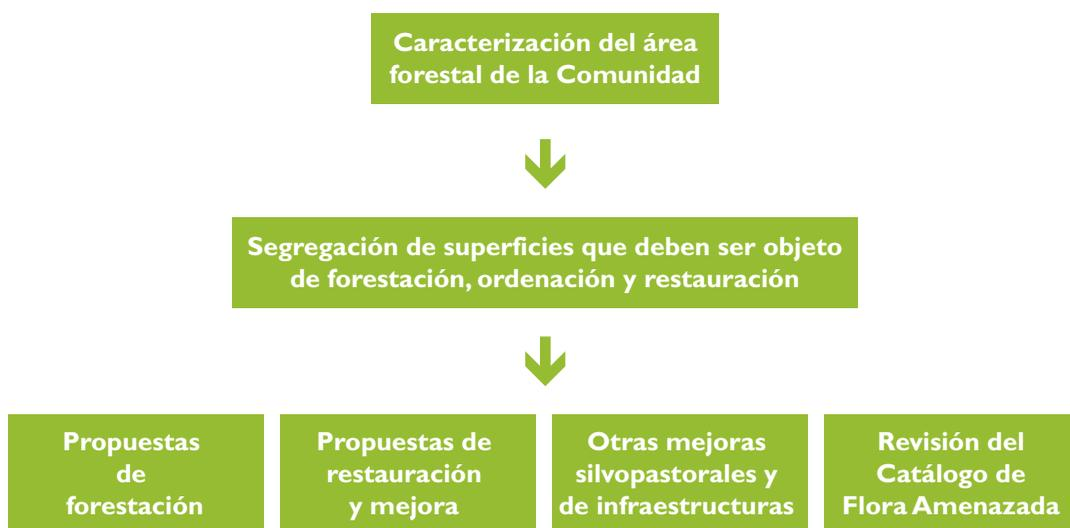 Caracterización del área
forestal de la Comunidad
Segregación de superficies que deben ser objeto
de forestación, ordenación y restauración
Propuestas
de
forestación
Propuestas de
restauración
y mejora
Otras mejoras
silvopastorales y
de infraestructuras
Revisión del
Catálogo de
Flora Amenazada